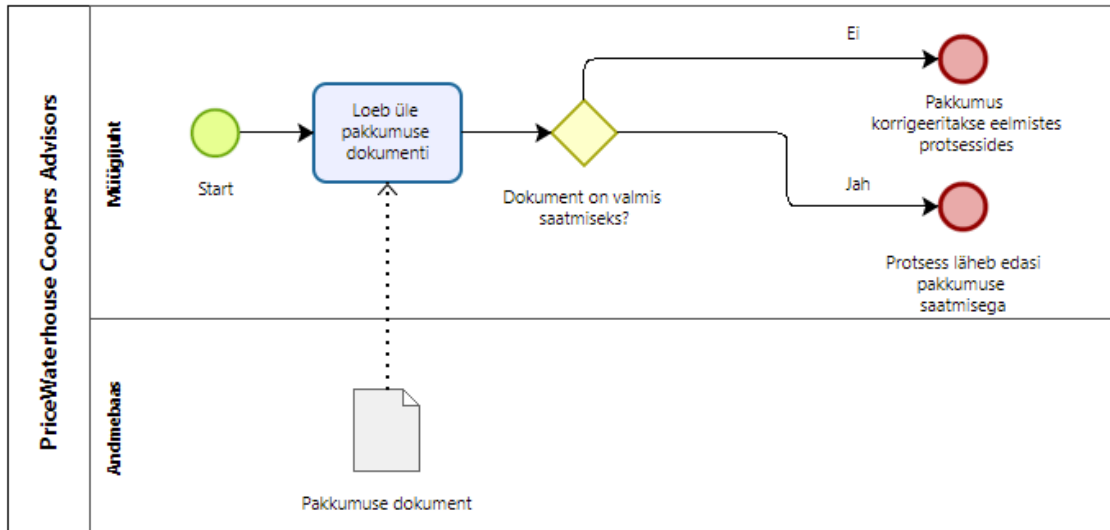 PriceWaterhouse Coopers Advisors
Müügijuht
Start
Loeb üle
pakkumuse
dokumenti
Dokument on valmis
saatmiseks?
Ei
Pakkumus
korrigeeritakse eelmistes
protsessides
Jah
Protsess läheb edasi
pakkumuse
saatmisega
Andmebaas
Pakkumuse dokument